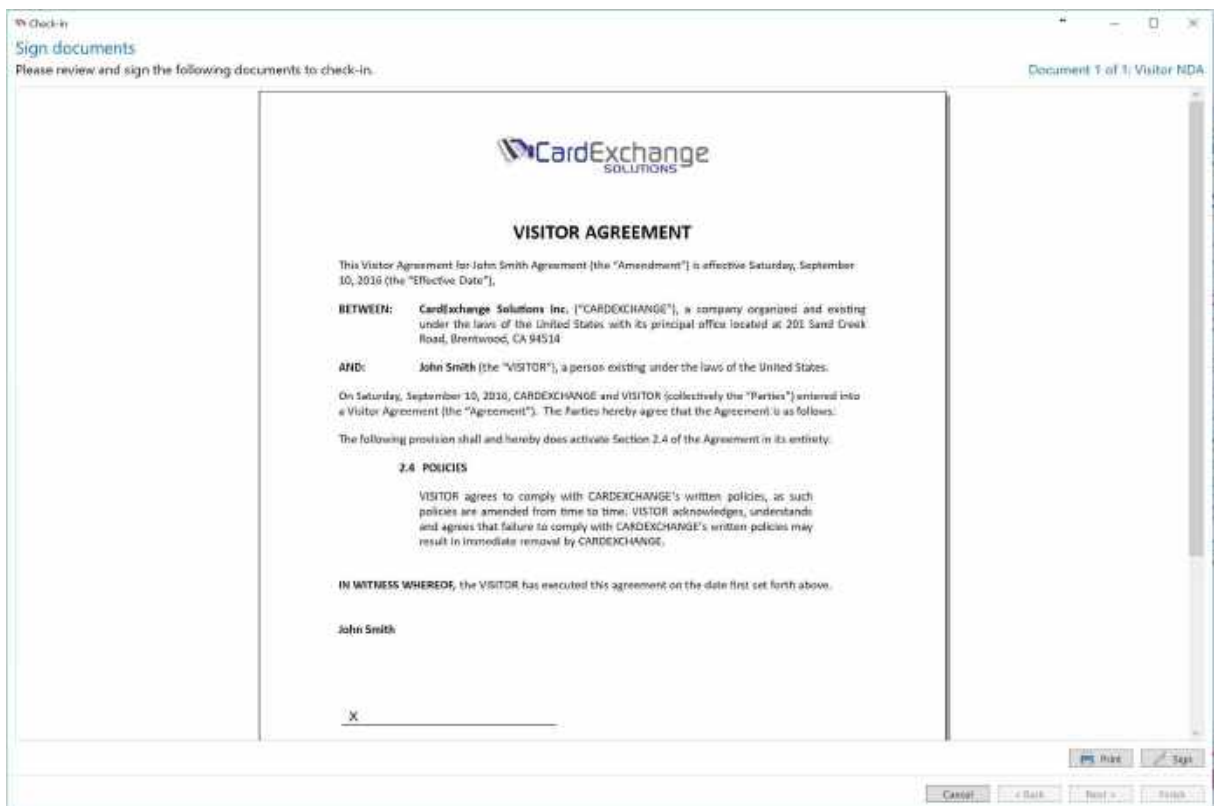 Check-in
Sign documents
Please review and sign the following documents to check-in.
Document 1 of 1: Visitor NDA
CardExchange
SOLUTIONS
VISITOR AGREEMENT
This Visitor Agreement for John Smith Agreement (the "Amendment") is effective Saturday, September
10, 2016 (the "Effective Date"),
BETWEEN: CardExchange Solutions Inc. ("CARDEXCHANGE"), a company organized and existing
under the laws of the United States with its principal office located at 201 Sand Creek
Road, Brentwood, CA 94514
AND: John Smith (the "VISITOR"), a person existing under the laws of the United States.
On Saturday, September 10, 2016, CARDEXCHANGE and VISITOR (collectively the "Parties") entered into
a Visitor Agreement (the "Agreement"). The Parties hereby agree that the Agreement is as follows.
The following provision shall and hereby does activate Section 2.4 of the Agreement in its entirety:
2.4 POLICIES
VISITOR agrees to comply with CARDEXCHANGE's written policies, as such
policies are amended from time to time. VISTOR acknowledges, understands
and agrees that failure to comply with CARDEXCHANGE's written policies may
result in immediate removal by CARDEXCHANGE.
IN WITNESS WHEREOF, the VISITOR has executed this agreement on the date first set forth above.
John Smith
X
Print Sign
Cancel < Back Next > Finish